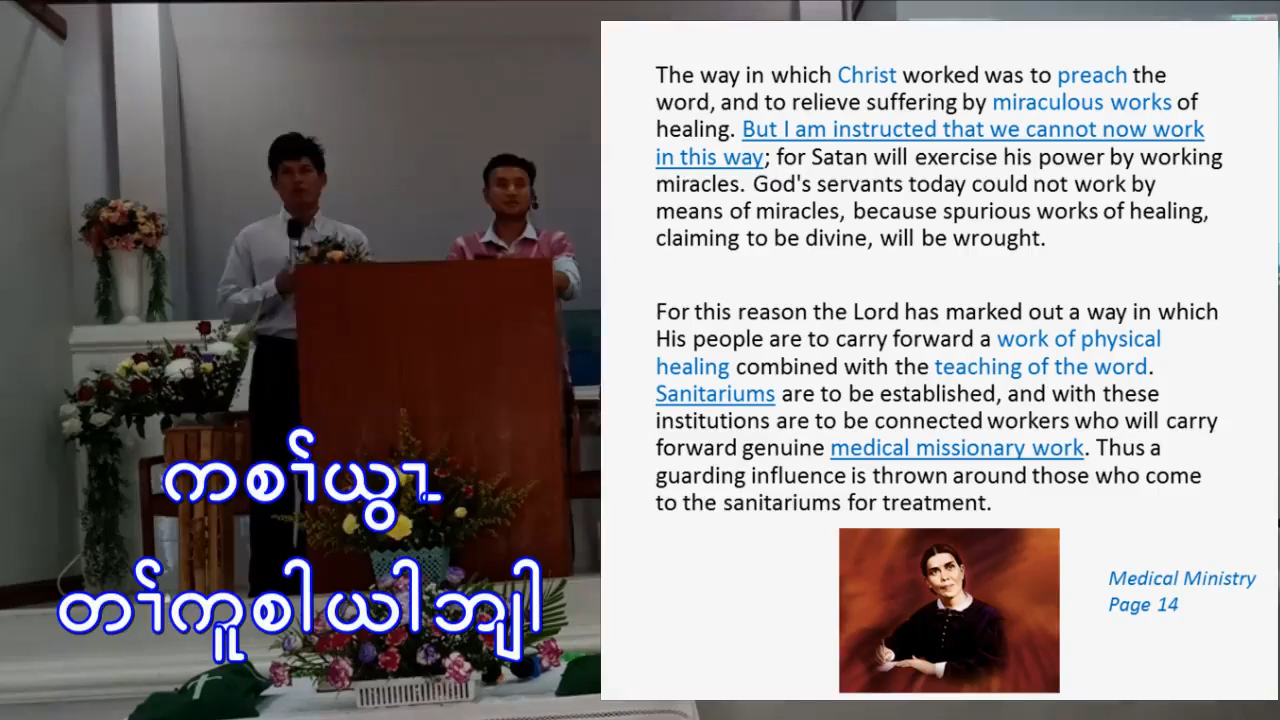 ကစၢ်ယွၤ
တၢ်ကူစါယါဘျါ
The way in which Christ worked was to preach the
word, and to relieve suffering by miraculous works of
healing. But I am instructed that we cannot now work
in this way; for Satan will exercise his power by working
miracles. God's servants today could not work by
means of miracles, because spurious works of healing,
claiming to be divine, will be wrought.
For this reason the Lord has marked out a way in which
His people are to carry forward a work of physical
healing combined with the teaching of the word.
Sanitariums are to be established, and with these
institutions are to be connected workers who will carry
forward genuine medical missionary work. Thus a
guarding influence is thrown around those who come
to the sanitariums for treatment.
Medical Ministry
Page 14